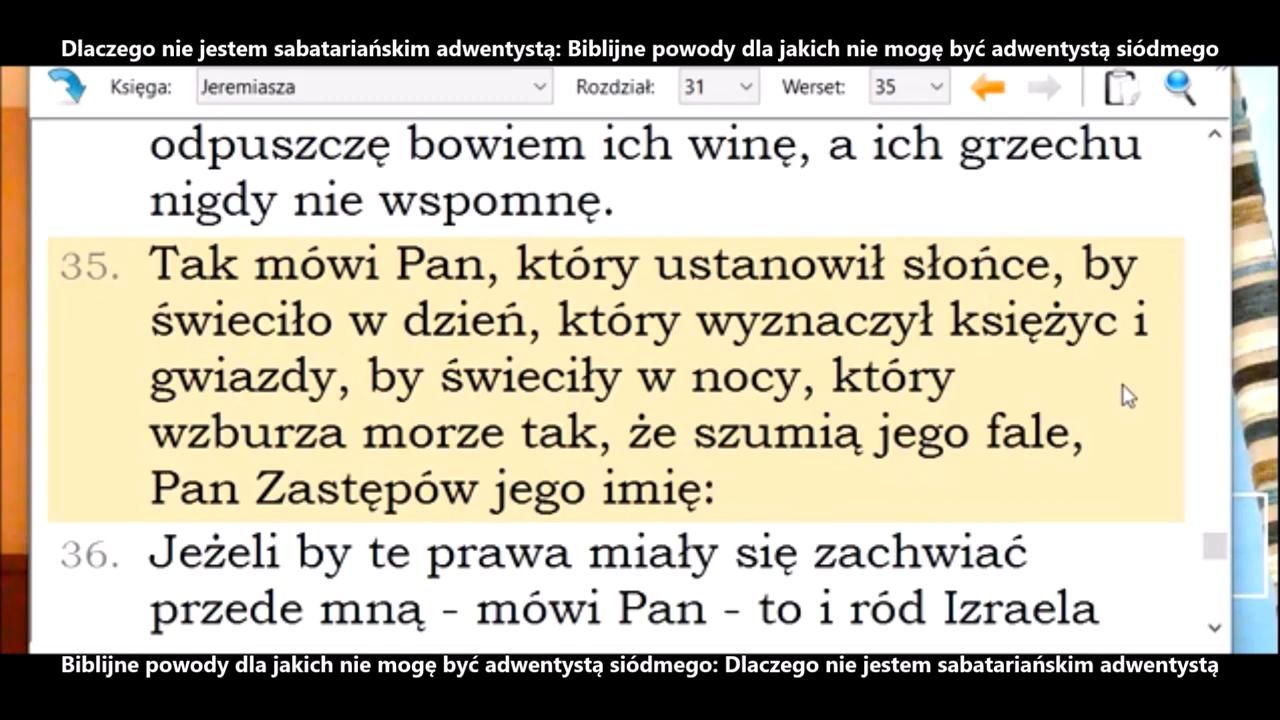 Dlaczego nie jestem sabatariańskim adwentystą: Biblijne powody dla jakich nie mogę być adwentystą siódmego
Księga: Jeremiasza Rozdział: 31 Werset: 35
odpuszczę bowiem ich winę, a ich grzechu
nigdy nie wspomnę.
35. Tak mówi Pan, który ustanowił słońce, by
świeciło w dzień, który wyznaczył księżyc i
gwiazdy, by świeciły w nocy, który
wzburza morze tak, że szumią jego fale,
Pan Zastępów jego imię:
36. Jeżeli by te prawa miały się zachwiać
przede mną - mówi Pan - to i ród Izraela
Biblijne powody dla jakich nie mogę być adwentystą siódmego: Dlaczego nie jestem sabatariańskim adwentystą